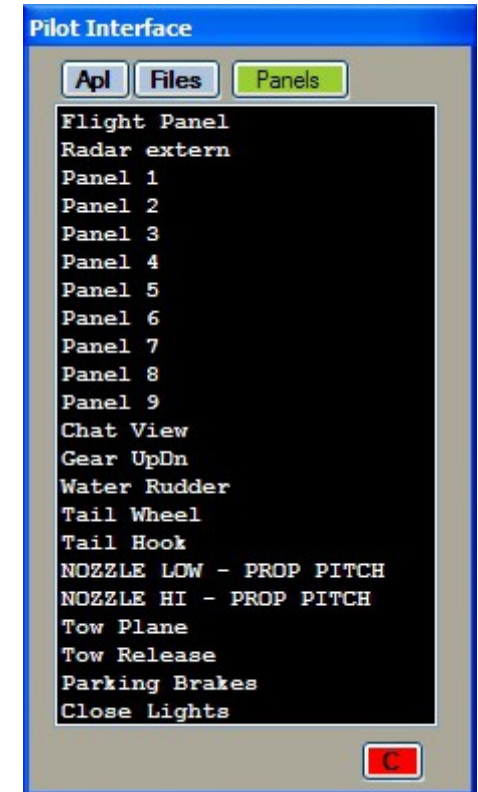 Pilot Interface
Apl Files Panels
Flight Panel
Radar extern
Panel 1
Panel 2
Panel 3
Panel 4
Panel 5
Panel 6
Panel 7
Panel 8
Panel 9
Chat View
Gear UpDn
Water Rudder
Tail Wheel
Tail Hook
NOZZLE LOW - PROP PITCH
NOZZLE HI - PROP PITCH
Tow Plane
Tow Release
Parking Brakes
Close Lights
C